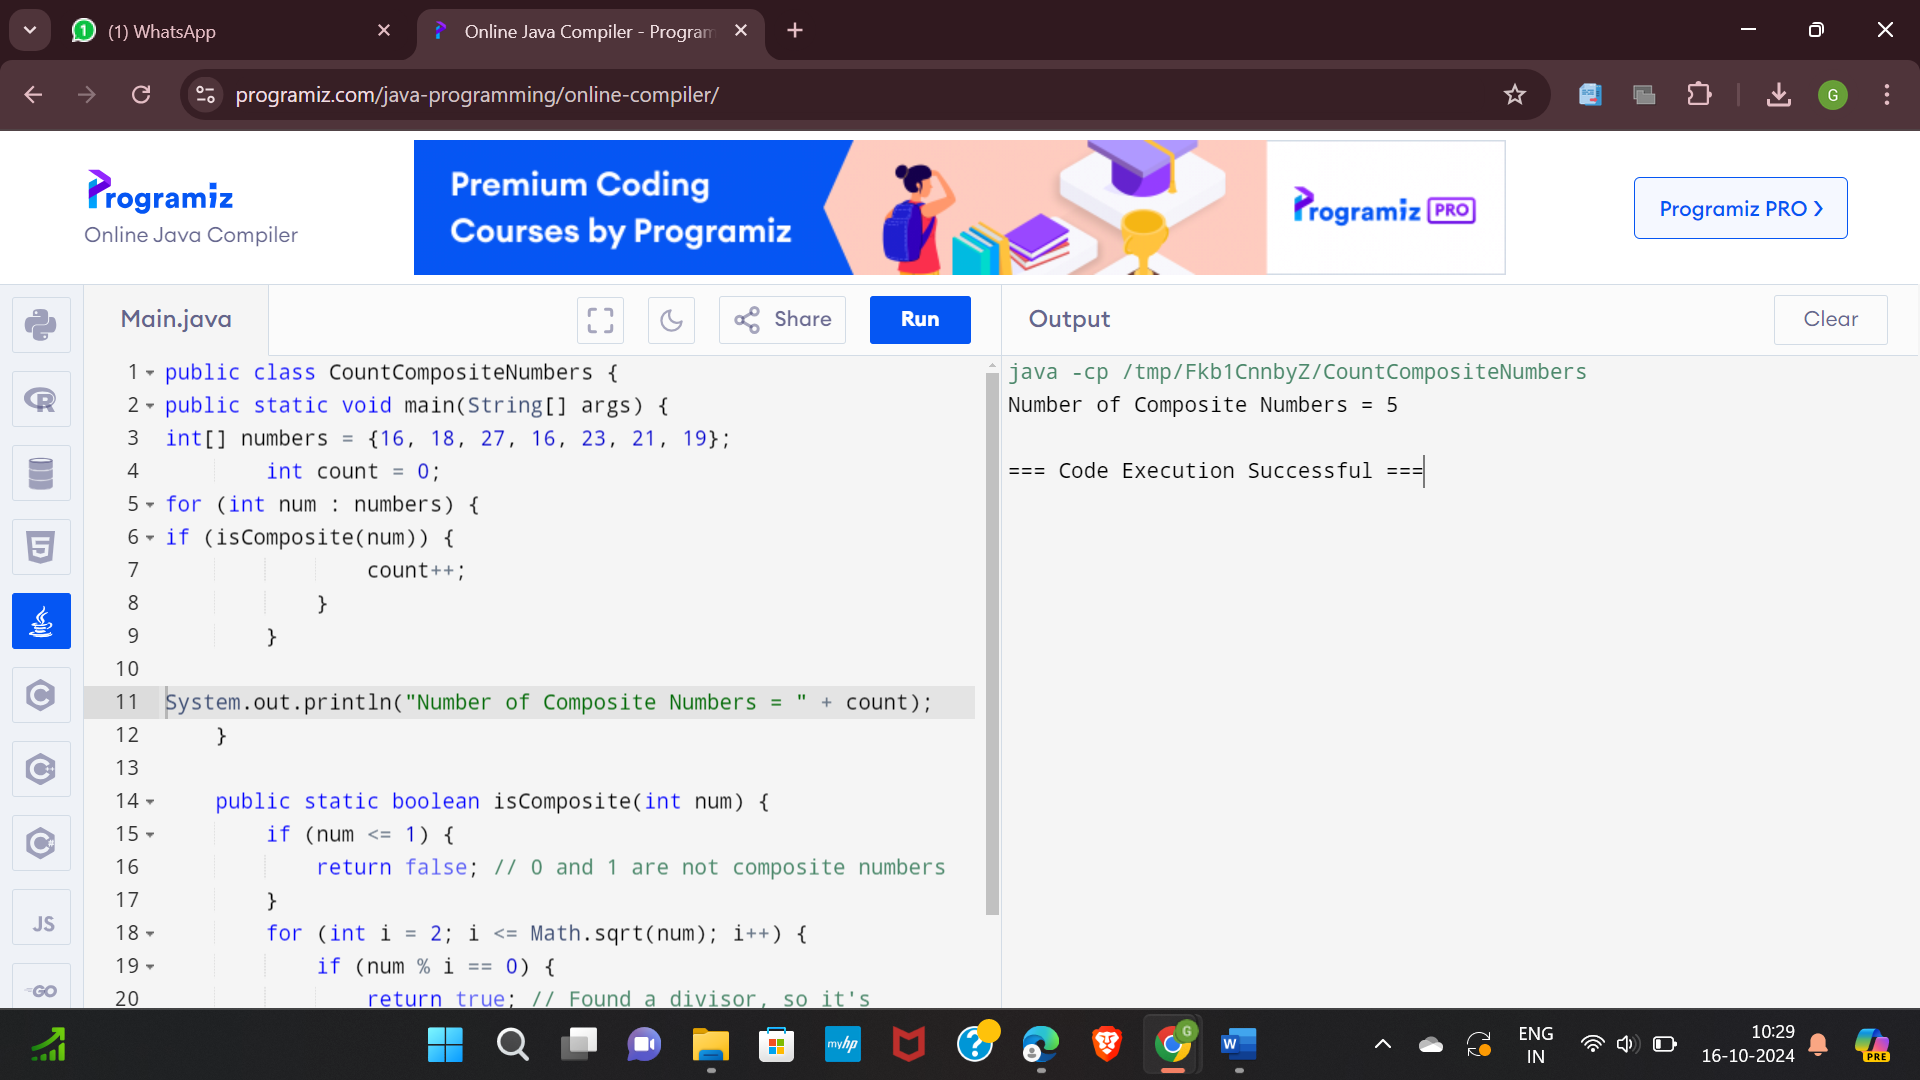 (1) WhatsApp
Online Java Compiler - Program
programiz.com/java-programming/online-compiler/
G
Programiz
Online Java Compiler
Premium Coding
Courses by Programiz
Programiz PRO
Programiz PRO
Main.java
Share
Run
Output
Clear
1 public class CountCompositeNumbers {
2 public static void main(String[] args) {
3 int[] numbers = {16, 18, 27, 16, 23, 21, 19};
4 int count = 0;
5 for (int num : numbers) {
6 if (isComposite(num)) {
7 count++;
8 }
9 }
10
11 System.out.println("Number of Composite Numbers = " + count);
12 }
13
14 public static boolean isComposite(int num) {
15 if (num <= 1) {
16 return false; // 0 and 1 are not composite numbers
17 }
18 for (int i = 2; i <= Math.sqrt(num); i++) {
19 if (num % i == 0) {
20 return true; // Found a divisor, so it's
java -cp /tmp/Fkb1CnnbyZ/CountCompositeNumbers
Number of Composite Numbers = 5
=== Code Execution Successful ===
R
5
C
C
C#
JS
GO
myhp
G
W
ENG
IN
10:29
16-10-2024
PRE